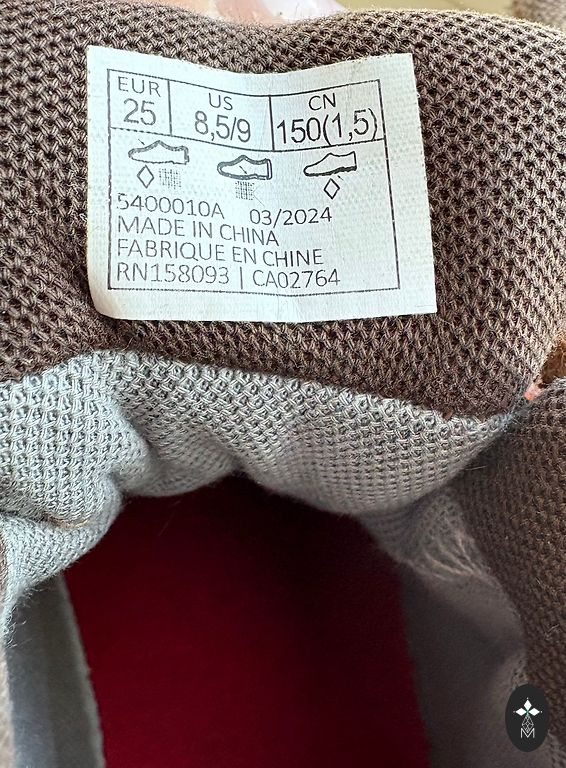 EUR US CN
25 8,5/9 150(1,5)
5400010A 03/2024
MADE IN CHINA
FABRIQUE EN CHINE
RN158093 | CA02764
M